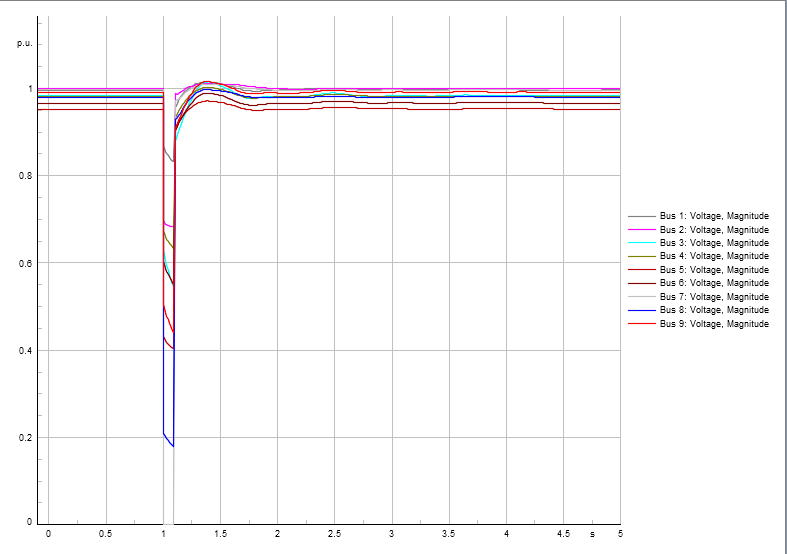 p.u.
1
0.8
0.6
0.4
0.2
0
0 0.5 1 1.5 2 2.5 3 3.5 4 4.5 s 5
Bus 1: Voltage, Magnitude
Bus 2: Voltage, Magnitude
Bus 3: Voltage, Magnitude
Bus 4: Voltage, Magnitude
Bus 5: Voltage, Magnitude
Bus 6: Voltage, Magnitude
Bus 7: Voltage, Magnitude
Bus 8: Voltage, Magnitude
Bus 9: Voltage, Magnitude